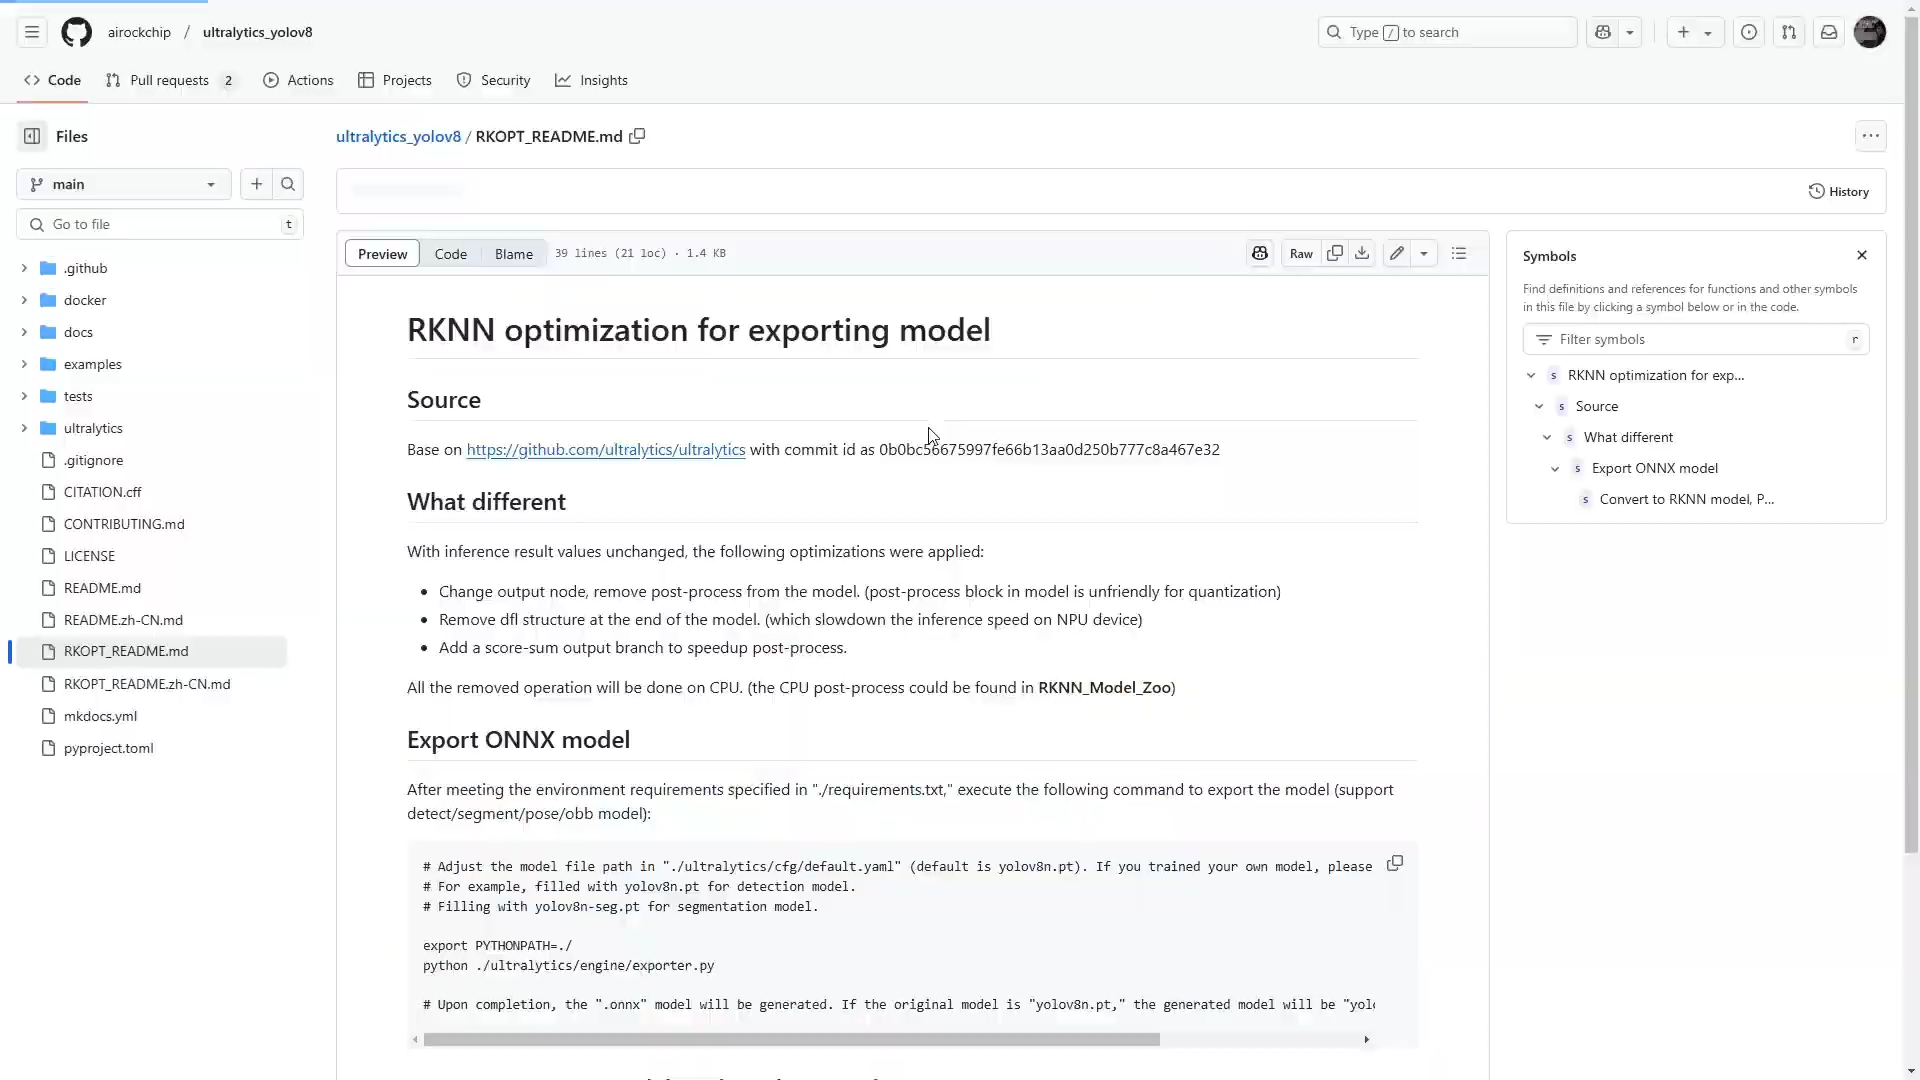 airockchip / ultralytics_yolov8
Type / to search
Code
Pull requests 2
Actions
Projects
Security
Insights
Files
ultralytics_yolov8 / RKOPT_README.md
main
History
Go to file t
Preview Code Blame 39 lines (21 loc) · 1.4 KB
Raw
.github
docker
docs
examples
tests
ultralytics
.gitignore
CITATION.cff
CONTRIBUTING.md
LICENSE
README.md
README.zh-CN.md
RKOPT_README.md
RKOPT_README.zh-CN.md
mkdocs.yml
pyproject.toml
RKNN optimization for exporting model
Source
Base on https://github.com/ultralytics/ultralytics with commit id as 0b0bc56675997fe66b13aa0d250b777c8a467e32
What different
With inference result values unchanged, the following optimizations were applied:
• Change output node, remove post-process from the model. (post-process block in model is unfriendly for quantization)
• Remove dfl structure at the end of the model. (which slowdown the inference speed on NPU device)
• Add a score-sum output branch to speedup post-process.
All the removed operation will be done on CPU. (the CPU post-process could be found in RKNN_Model_Zoo)
Export ONNX model
After meeting the environment requirements specified in "./requirements.txt," execute the following command to export the model (support
detect/segment/pose/obb model):
# Adjust the model file path in "./ultralytics/cfg/default.yaml" (default is yolov8n.pt). If you trained your own model, please
# For example, filled with yolov8n.pt for detection model.
# Filling with yolov8n-seg.pt for segmentation model.
export PYTHONPATH=./
python ./ultralytics/engine/exporter.py
# Upon completion, the ".onnx" model will be generated. If the original model is "yolov8n.pt," the generated model will be "yolo
Symbols
Find definitions and references for functions and other symbols
in this file by clicking a symbol below or in the code.
Filter symbols r
s RKNN optimization for exp...
s Source
s What different
s Export ONNX model
s Convert to RKNN model, P...